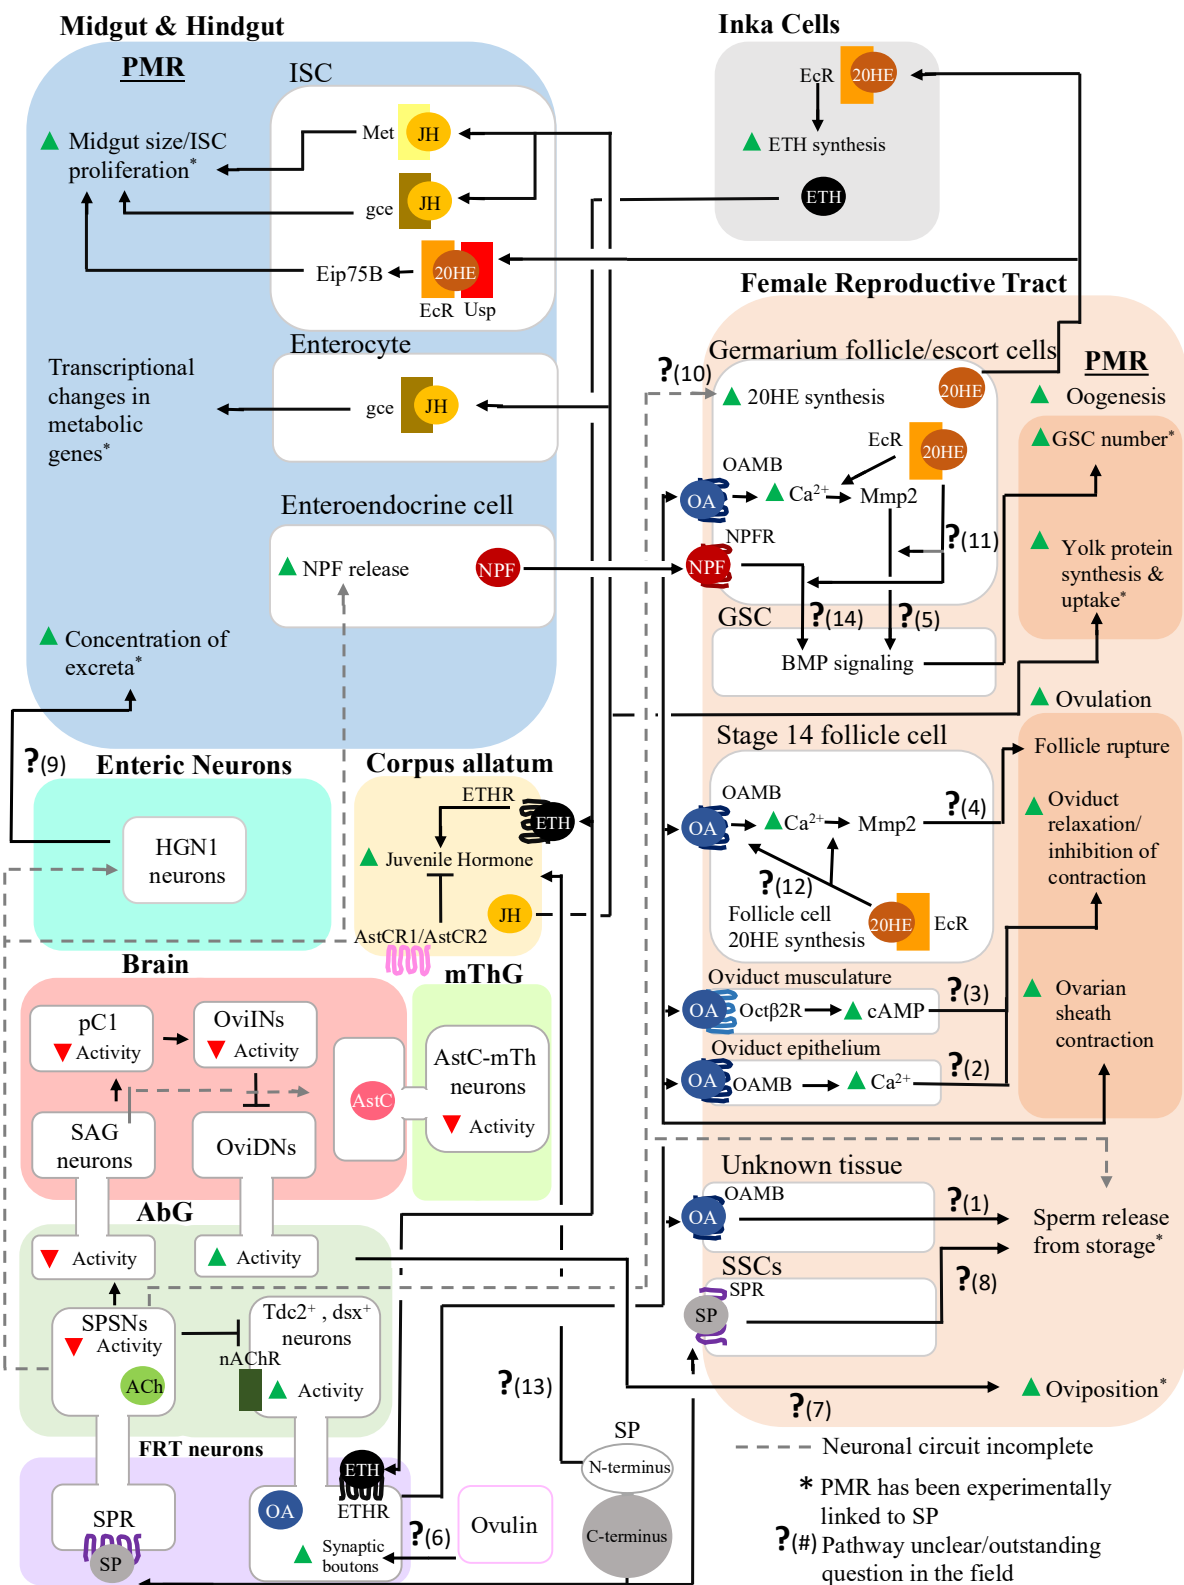 Midgut & Hindgut
PMR
ISC
Met
JH
Midgut size/ISC
proliferation*
gce
JH
Eip75B
20HE
EcR
Usp
Enterocyte
Transcriptional
changes in
metabolic
genes*
gce
JH
Enteroendocrine cell
NPF release
NPF
Concentration of
excreta*
Inka Cells
EcR
20HE
ETH synthesis
ETH
Female Reproductive Tract
Germarium follicle/escort cells
PMR
?(10)
20HE synthesis
20HE
Oogenesis
EcR
20HE
GSC number*
OAMB
OA
Ca2+
Mmp2
NPFR
NPF
?(11)
Yolk protein
synthesis &
uptake*
GSC
?(14)
?(5)
BMP signaling
Ovulation
Stage 14 follicle cell
Follicle rupture
OAMB
OA
Ca2+
Mmp2
?(4)
Oviduct
relaxation/
inhibition of
contraction
?(12)
Follicle cell
20HE synthesis
20HE
EcR
Oviduct musculature
OA
Octβ2R
cAMP
?(3)
Ovarian
sheath
contraction
Oviduct epithelium
OA
OAMB
Ca2+
?(2)
Unknown tissue
OAMB
OA
?(1)
Sperm release
from storage*
SSCs
SPR
SP
?(8)
Oviposition*
?(7)
?(9)
Enteric Neurons
HGN1
neurons
Corpus allatum
ETHR
ETH
Juvenile Hormone
JH
AstCR1/AstCR2
Brain
mThG
pC1
Activity
OviINs
Activity
AstC
AstC-mTh
neurons
Activity
SAG
neurons
OviDNs
AbG
Activity
Activity
SPSNs
Activity
ACh
Tdc2+ , dsx+
neurons
nAChR
Activity
?(13)
FRT neurons
SPR
SP
ETH
ETHR
OA
Synaptic
boutons
?(6)
Ovulin
SP
N-terminus
C-terminus
Neuronal circuit incomplete
* PMR has been experimentally
linked to SP
?(#) Pathway unclear/outstanding
question in the field